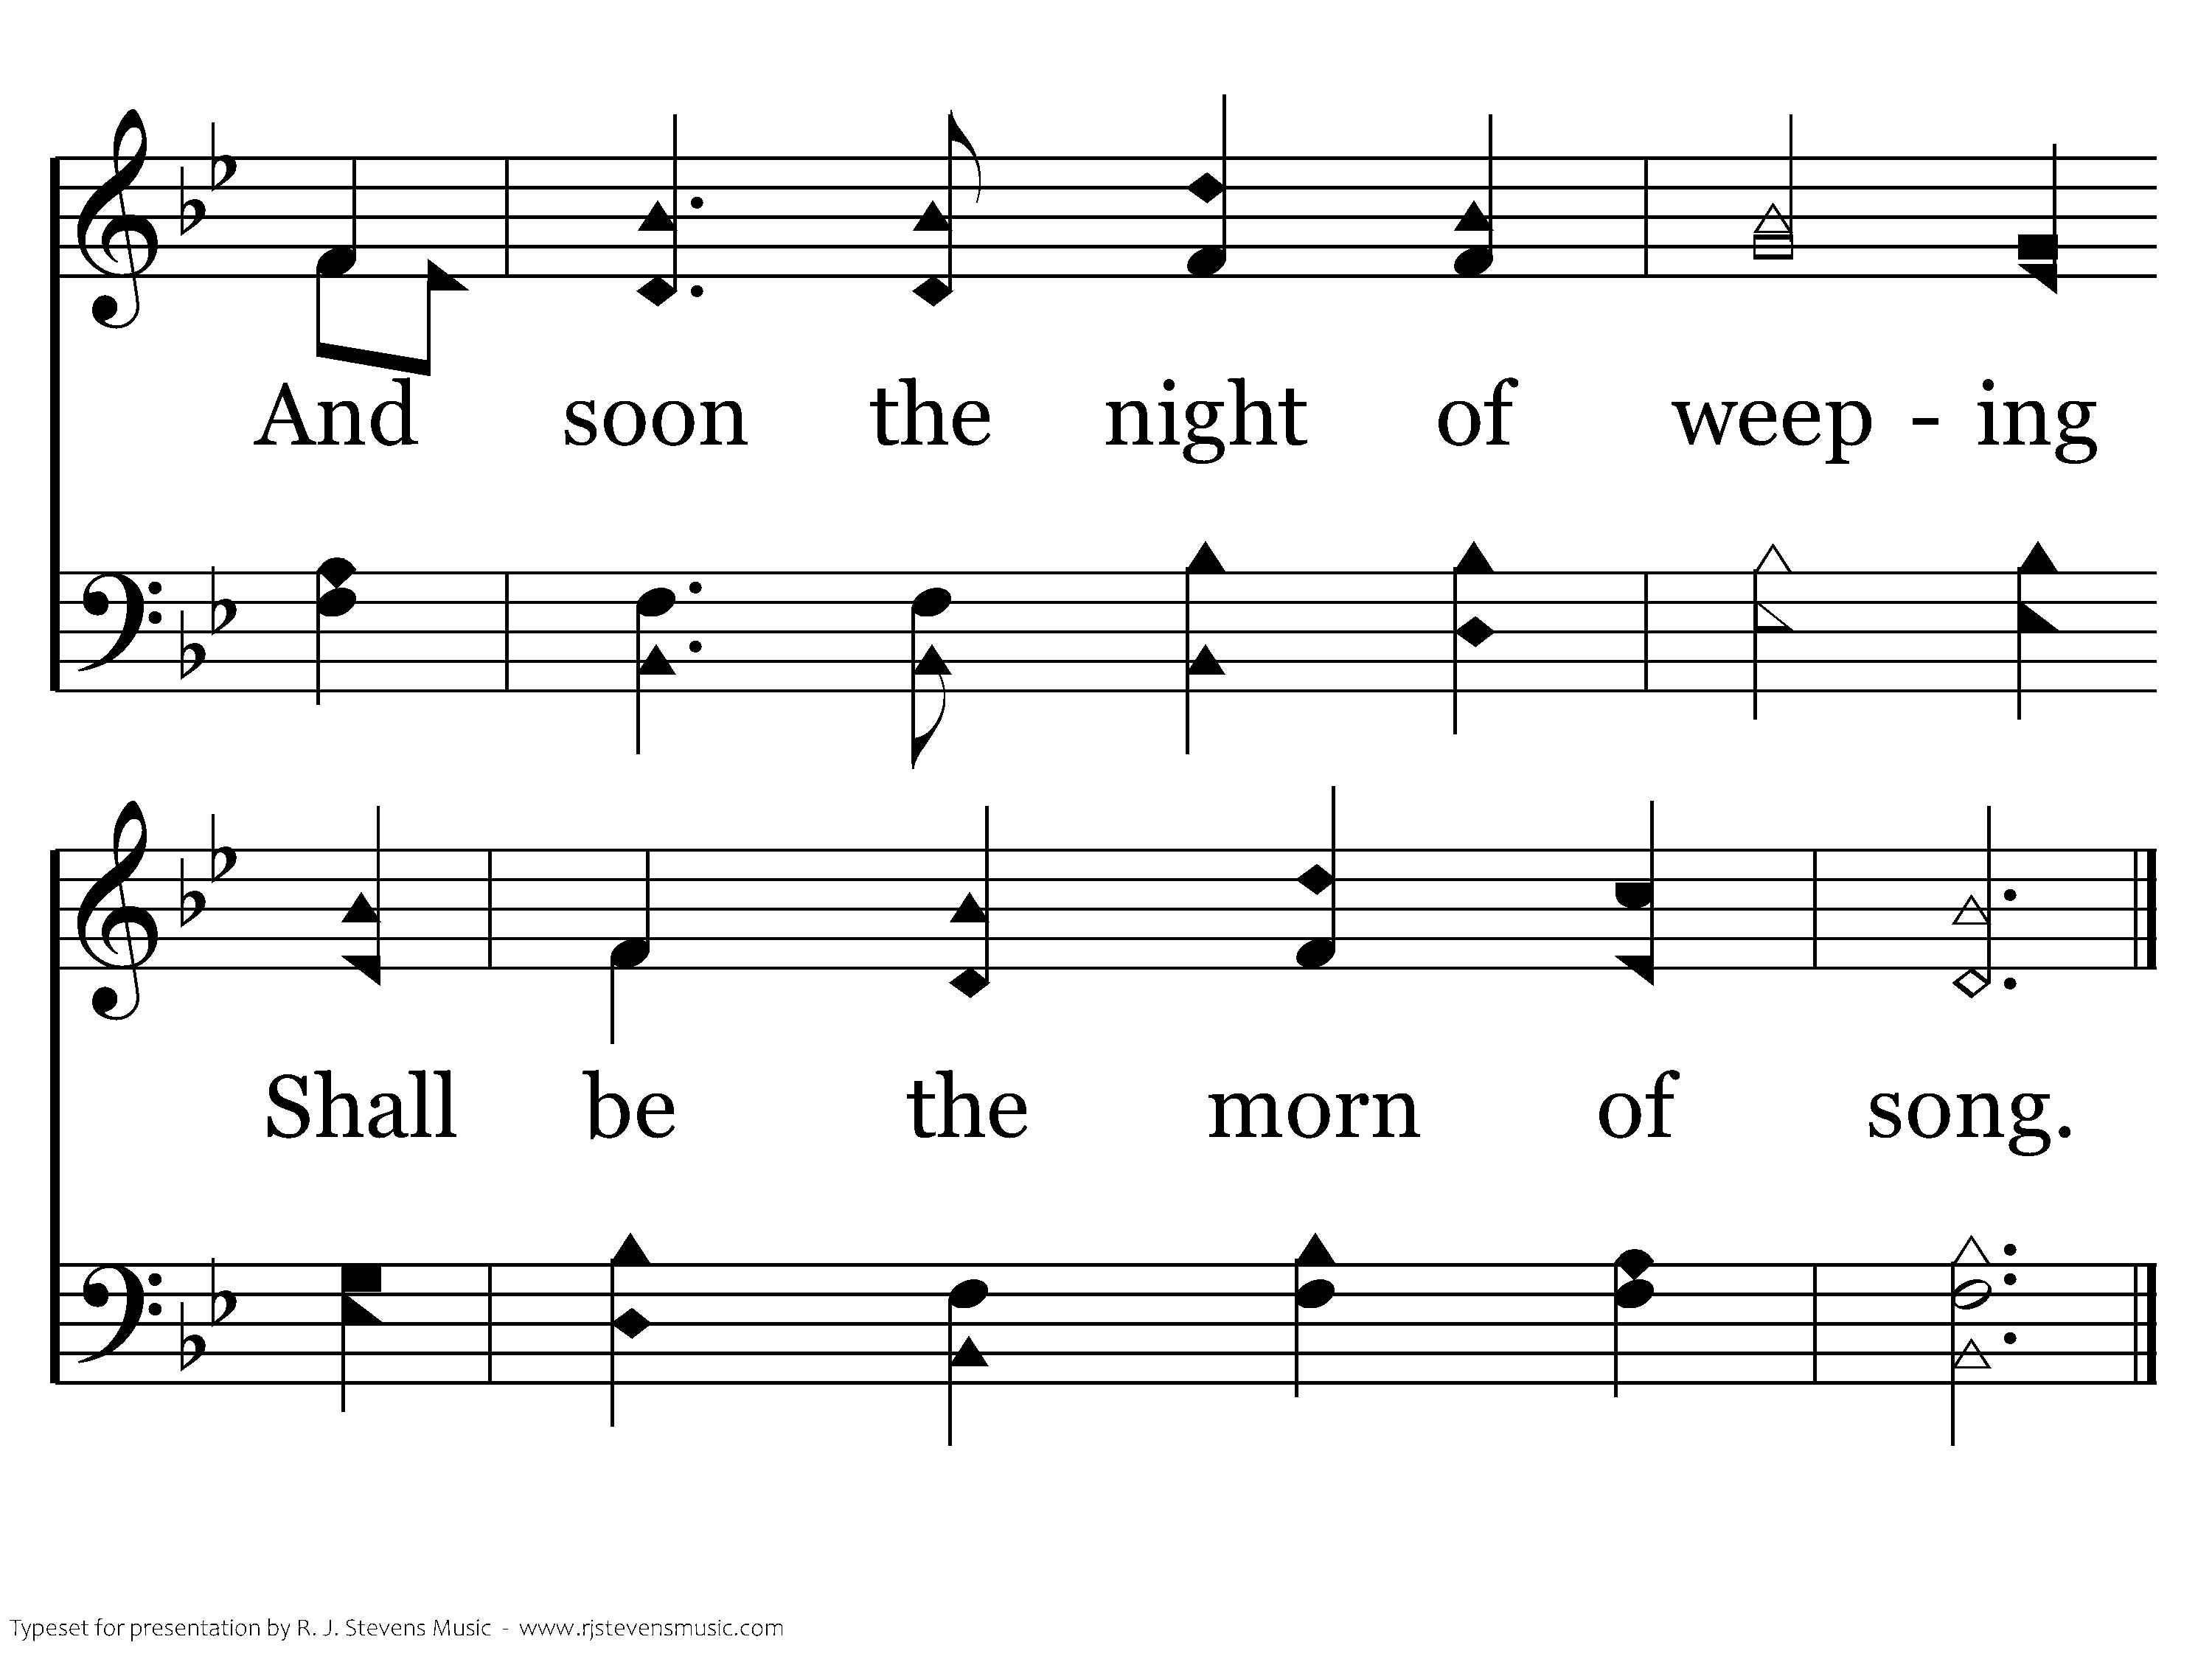 And soon the night of weep - ing
Shall be the morn of song.
Typeset for presentation by R. J. Stevens Music - www.rjstevensmusic.com